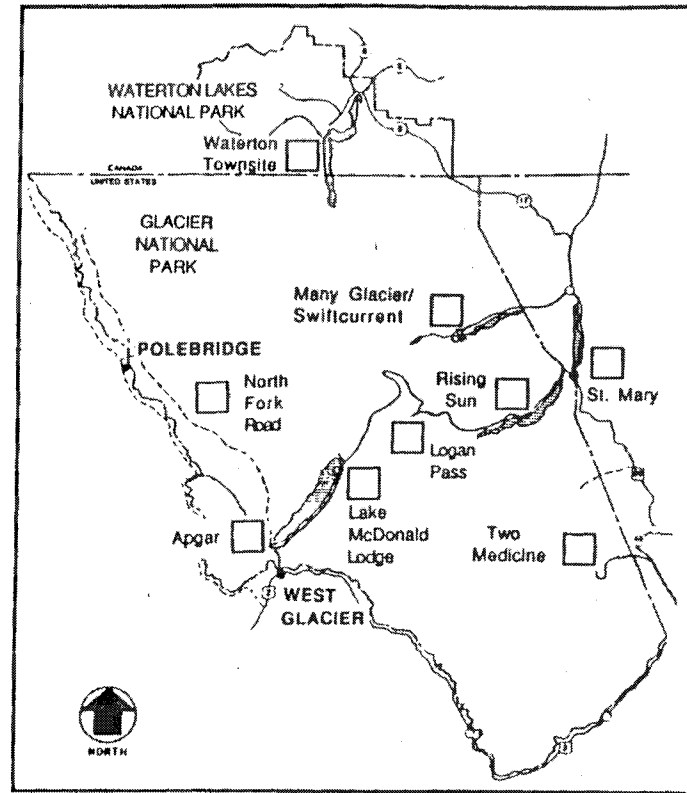 WATERTON LAKES
NATIONAL PARK
Waterton
Townsite
CANADA
UNITED STATES
GLACIER
NATIONAL
PARK
Many Glacier/
Swiftcurrent
POLEBRIDGE
North
Fork
Road
Rising
Sun
St. Mary
Logan
Pass
Lake
McDonald
Lodge
Apgar
Two
Medicine
WEST
GLACIER
NORTH